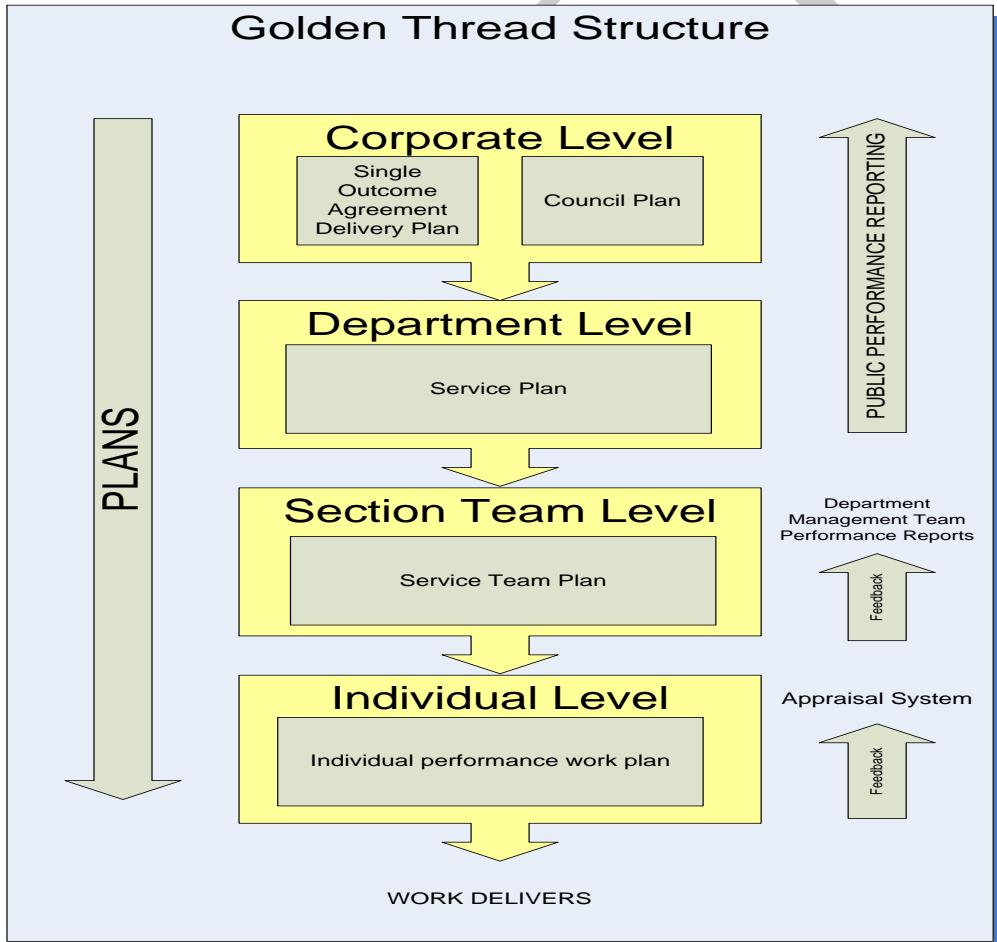 Golden Thread Structure
Corporate Level
Single
Outcome
Agreement
Delivery Plan
Council Plan
Department Level
Service Plan
Section Team Level
Service Team Plan
Individual Level
Individual performance work plan
WORK DELIVERS
PLANS
PUBLIC PERFORMANCE REPORTING
Department
Management Team
Performance Reports
Feedback
Appraisal System
Feedback